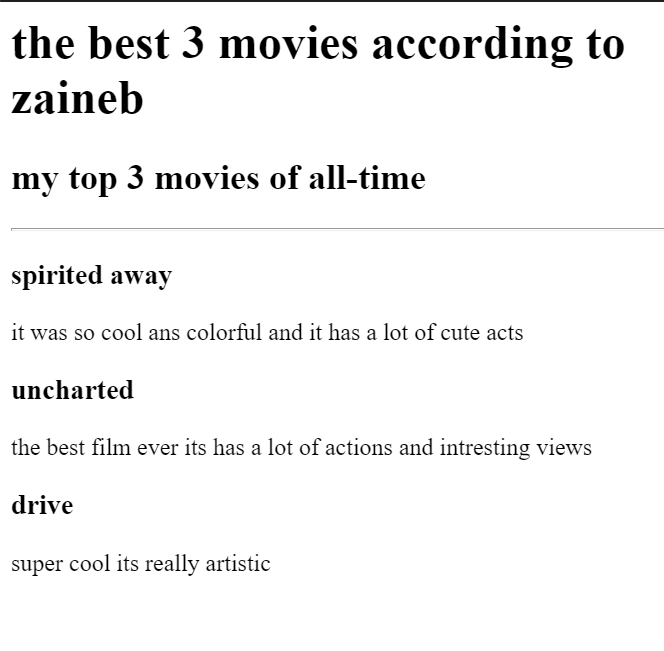 the best 3 movies according to
zaineb
my top 3 movies of all-time
spirited away
it was so cool ans colorful and it has a lot of cute acts
uncharted
the best film ever its has a lot of actions and intresting views
drive
super cool its really artistic